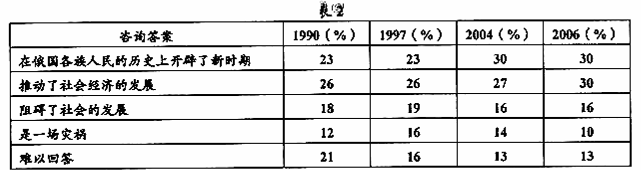 咨询答案 1990（%） 1997（%） 2004（%） 2006（%）
在俄国各族人民的历史上开辟了新时期 23 23 30 30
推动了社会经济的发展 26 26 27 30
阻碍了社会的发展 18 19 16 16
是一场灾祸 12 16 14 10
难以回答 21 16 13 13